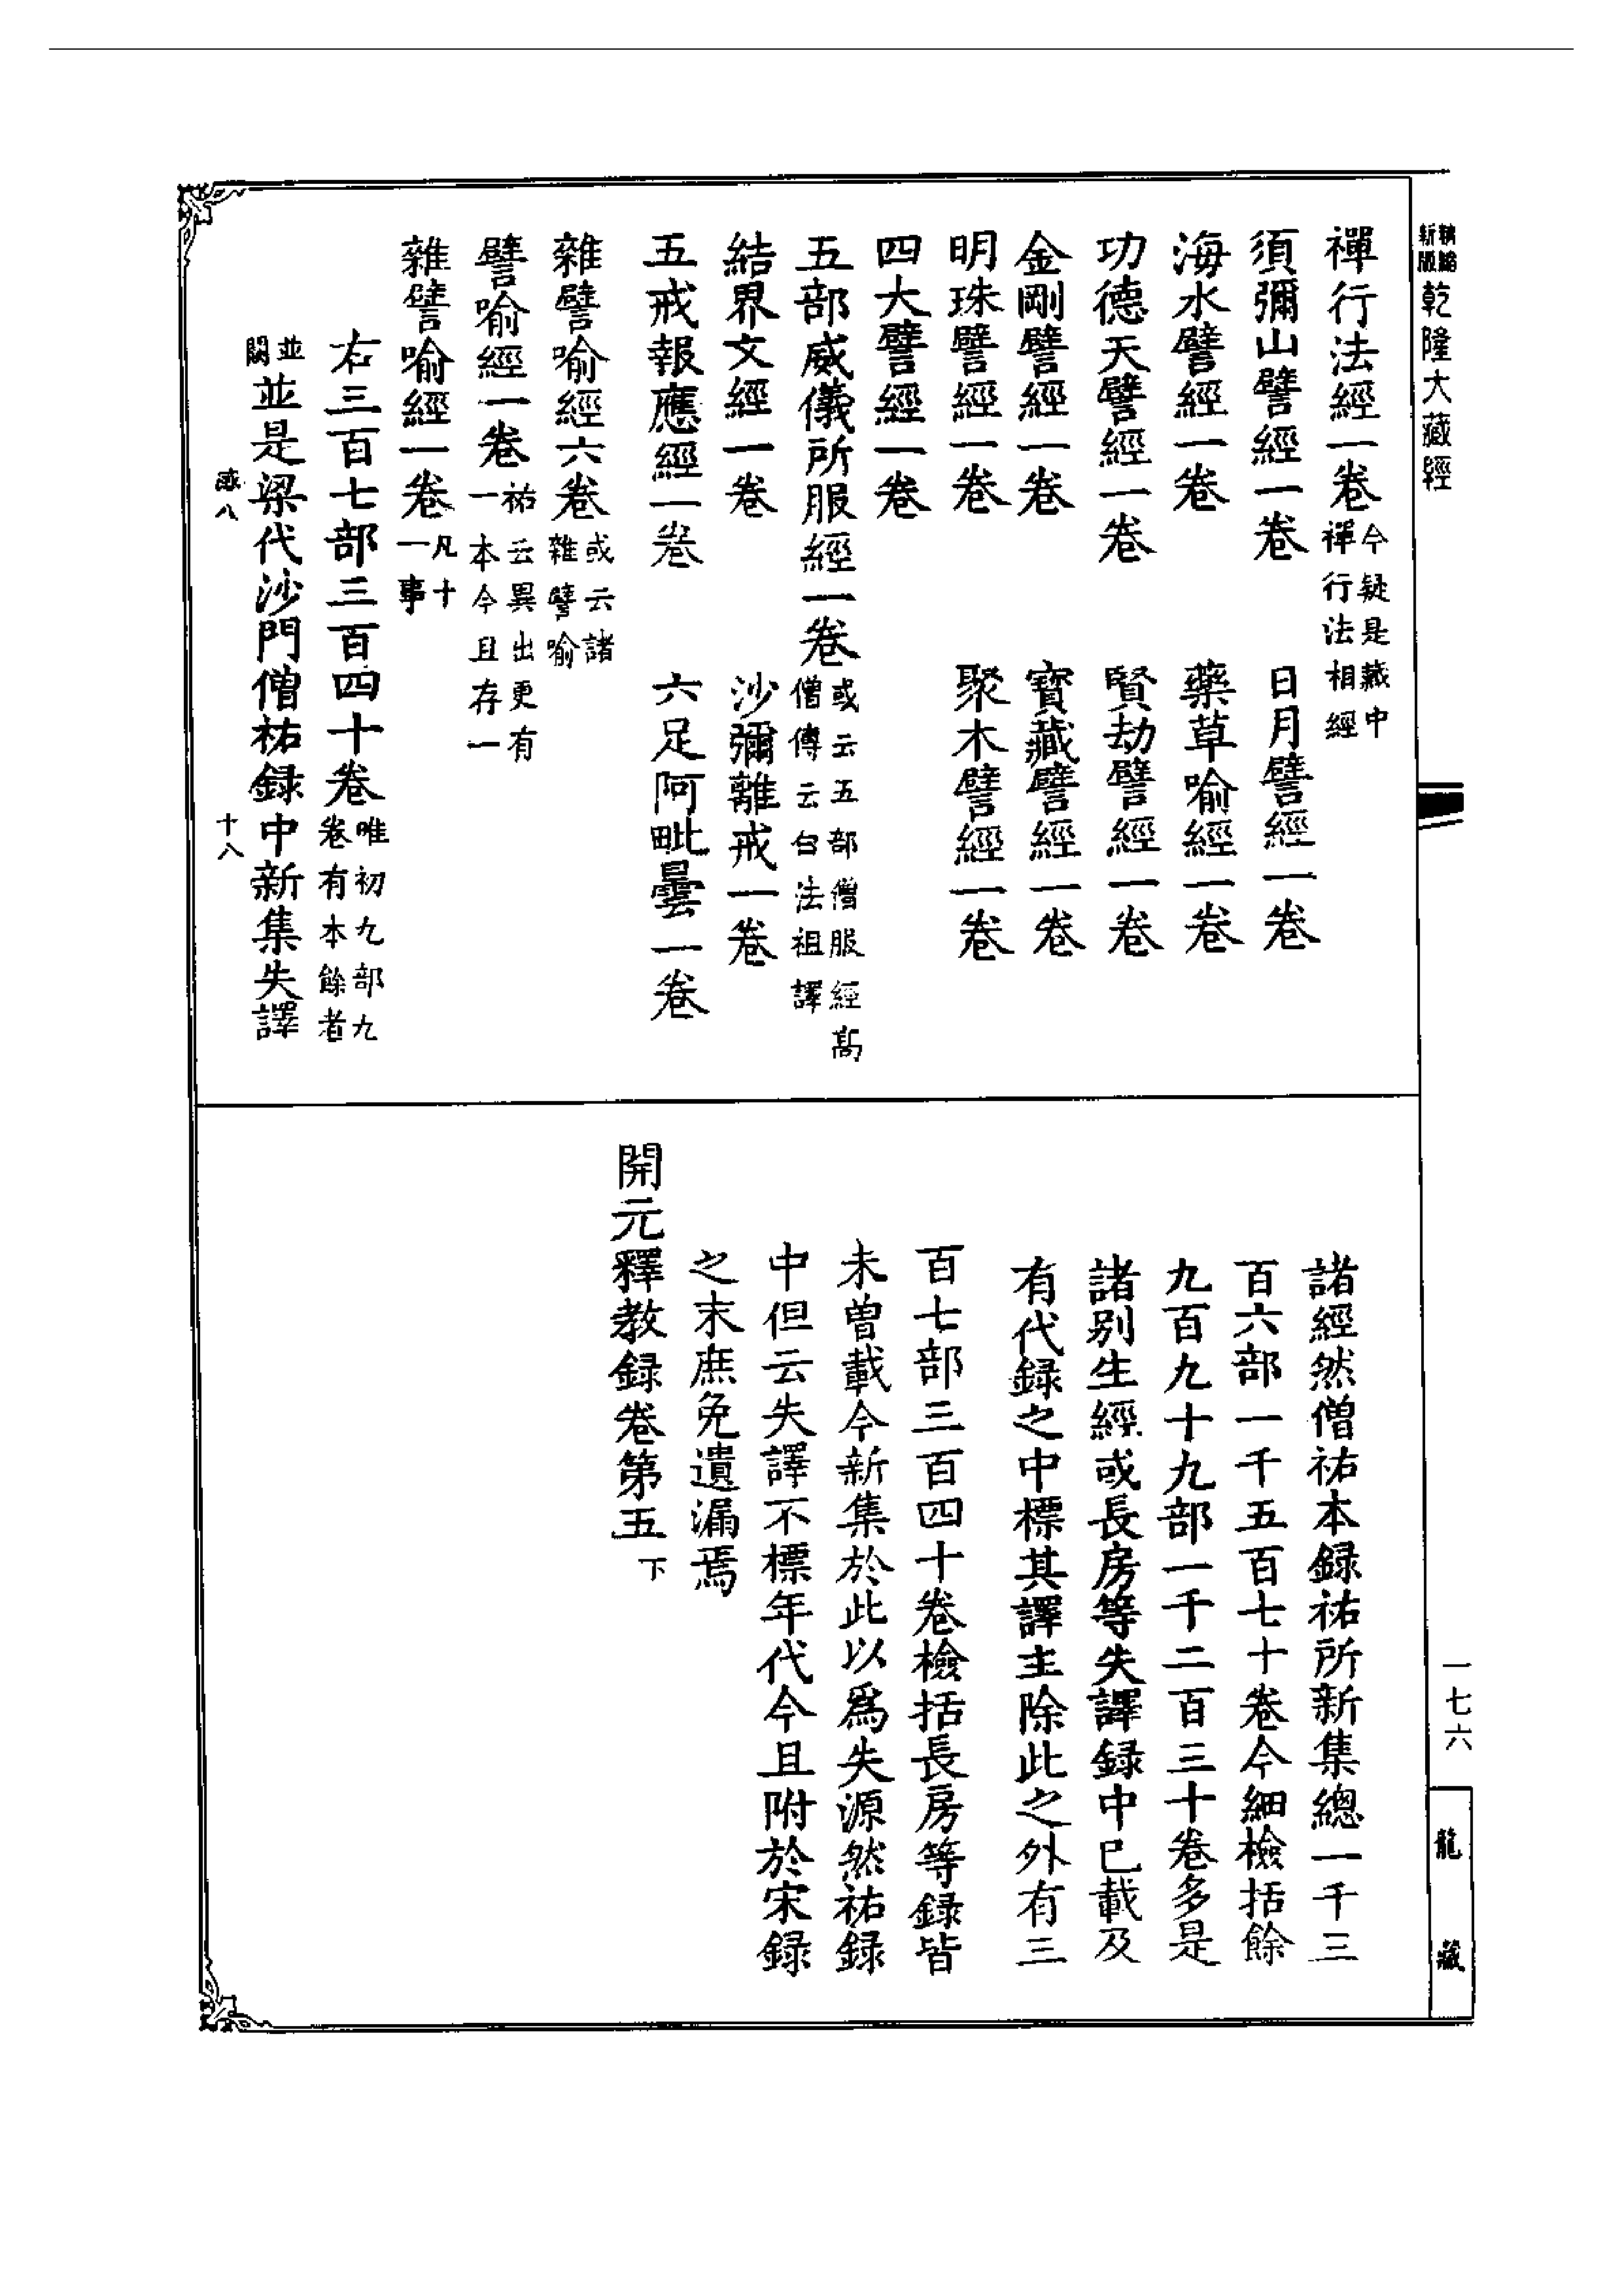 新編
縮版
乾隆大藏經
禪行法經一卷今疑是藏中
禪行法相經
須彌山譬經一卷　日月譬經一卷
海水譬經一卷　藥草喻經一卷
功德天譬經一卷　賢劫譬經一卷
金剛譬經一卷　寶藏譬經一卷
明珠譬經一卷　聚木譬經一卷
四大譬經一卷
五部威儀所服經一卷或云五部僧服經高
僧傳云白法祖譯
結界文經一卷　沙彌離戒一卷
五戒報應經一卷　六足阿毗曇一卷
雜譬喻經六卷或云諸
雜譬喻
譬喻經一卷祐云異出更有
一本今且存一
雜譬喻經一卷凡十
一事
右三百七部三百四十卷唯初九部九
卷有本餘者
並
闕
並是梁代沙門僧祐録中新集失譯
感八　十八
諸經然僧祐本録祐所新集總一千三
百六部一千五百七十卷今細檢括餘
九百九十九部一千二百三十卷多是
諸别生經或長房等失譯録中已載及
有代録之中標其譯主除此之外有三
百七部三百四十卷檢括長房等録皆
未曾載今新集於此以爲失源然祐録
中但云失譯不標年代今且附於宋録
之末庶免遺漏焉
開元釋教録卷第五下
一七六
龍藏